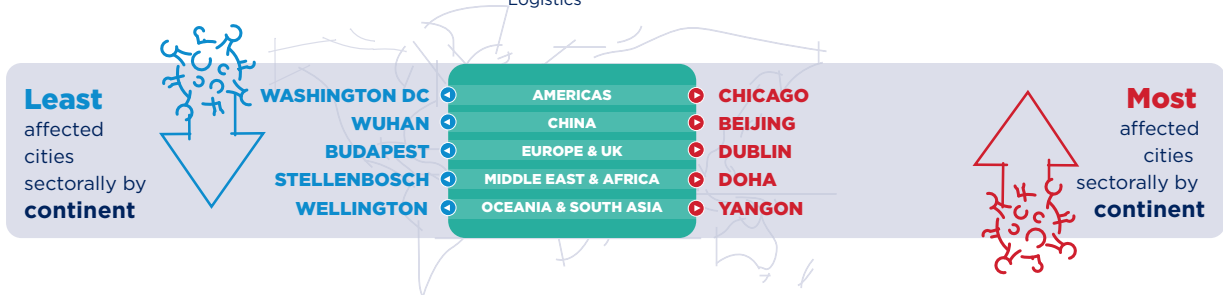 Logistics
Least
affected
cities
sectorally by
continent
WASHINGTON DC AMERICAS CHICAGO
WUHAN CHINA BEIJING
BUDAPEST EUROPE & UK DUBLIN
STELLENBOSCH MIDDLE EAST & AFRICA DOHA
WELLINGTON OCEANIA & SOUTH ASIA YANGON
Most
affected
cities
sectorally by
continent